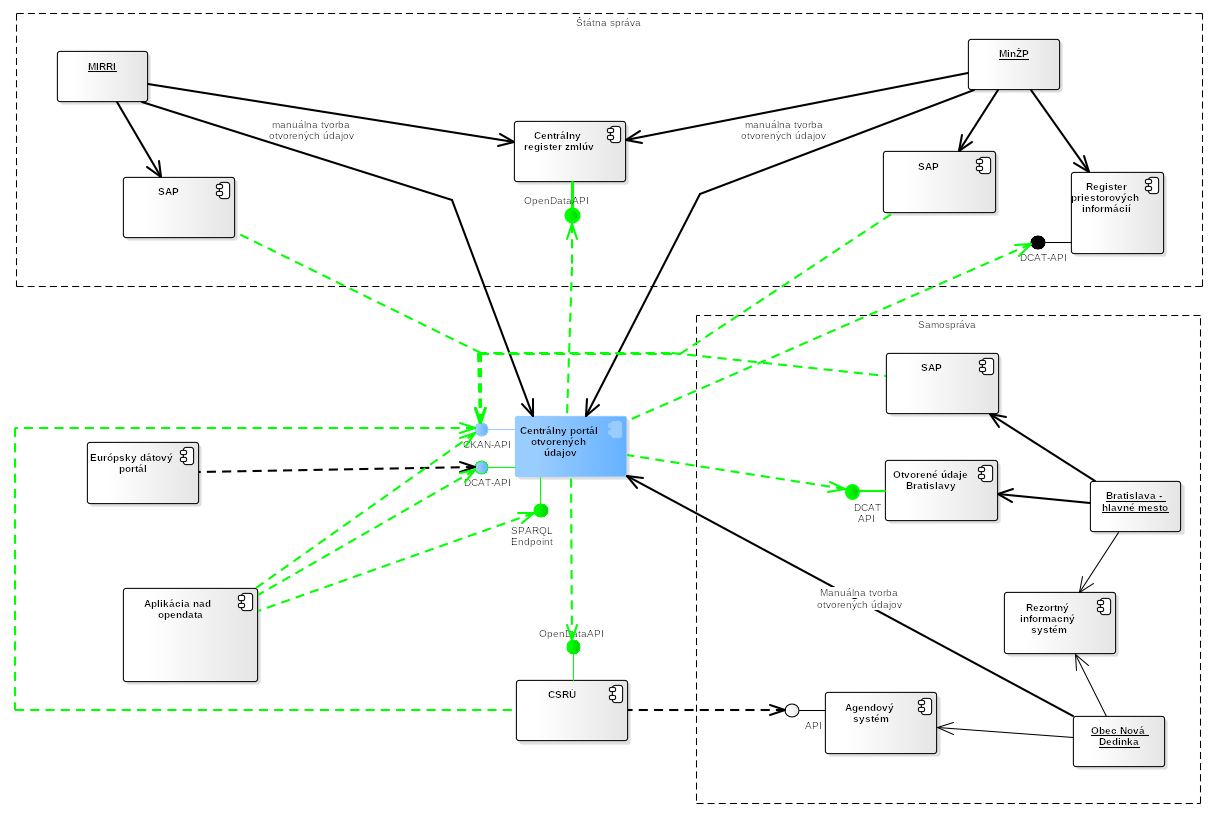 Štátna správa
MIRRI
MinŽP
manuálna tvorba
otvorených údajov
manuálna tvorba
otvorených údajov
Centrálny
register zmlúv
SAP
SAP
Register
priestorových
informácií
OpenDataAPI
DCAT-API
Samospráva
SAP
CKAN-API
Centrálny portál
otvorených
údajov
Európsky dátový
portál
DCAT-API
Otvorené údaje
Bratislavy
DCAT
API
Bratislava -
hlavné mesto
SPARQL
Endpoint
Aplikácia nad
opendata
Manuálna tvorba
otvorených údajov
Rezortný
informacný
systém
OpenDataAPI
CSRÚ
API
Agendový
systém
Obec Nová
Dedinka